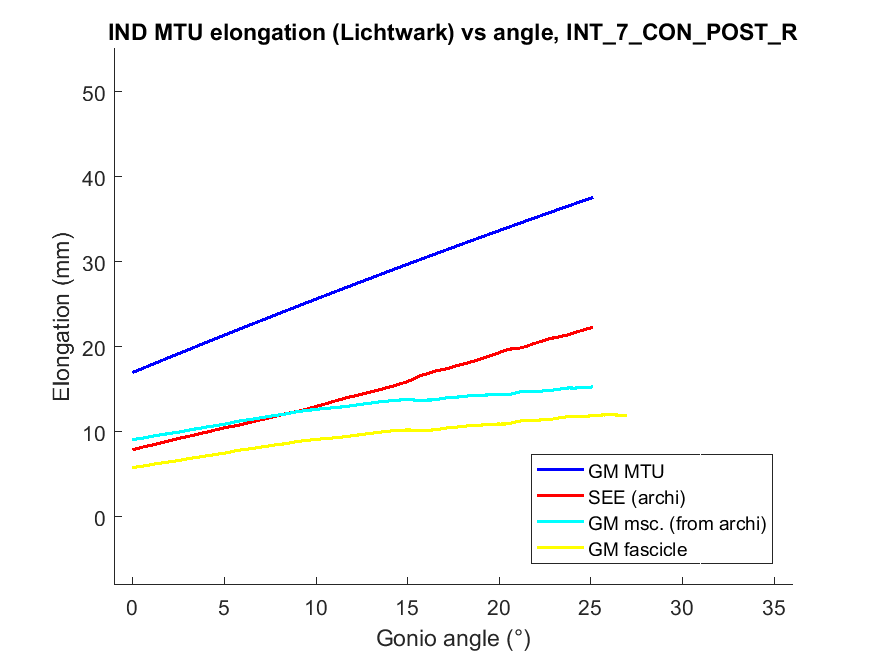 IND MTU elongation (Lichtwark) vs angle, INT_7_CON_POST_R
50
40
30
20
10
0
Elongation (mm)
0 5 10 15 20 25 30 35
Gonio angle (°)
GM MTU
SEE (archi)
GM msc. (from archi)
GM fascicle